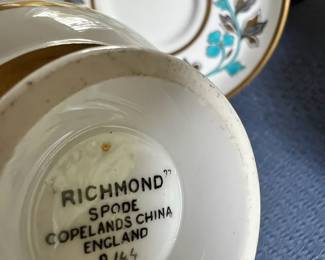 RICHMOND"
SPODE
COPELANDS CHINA
ENGLAND